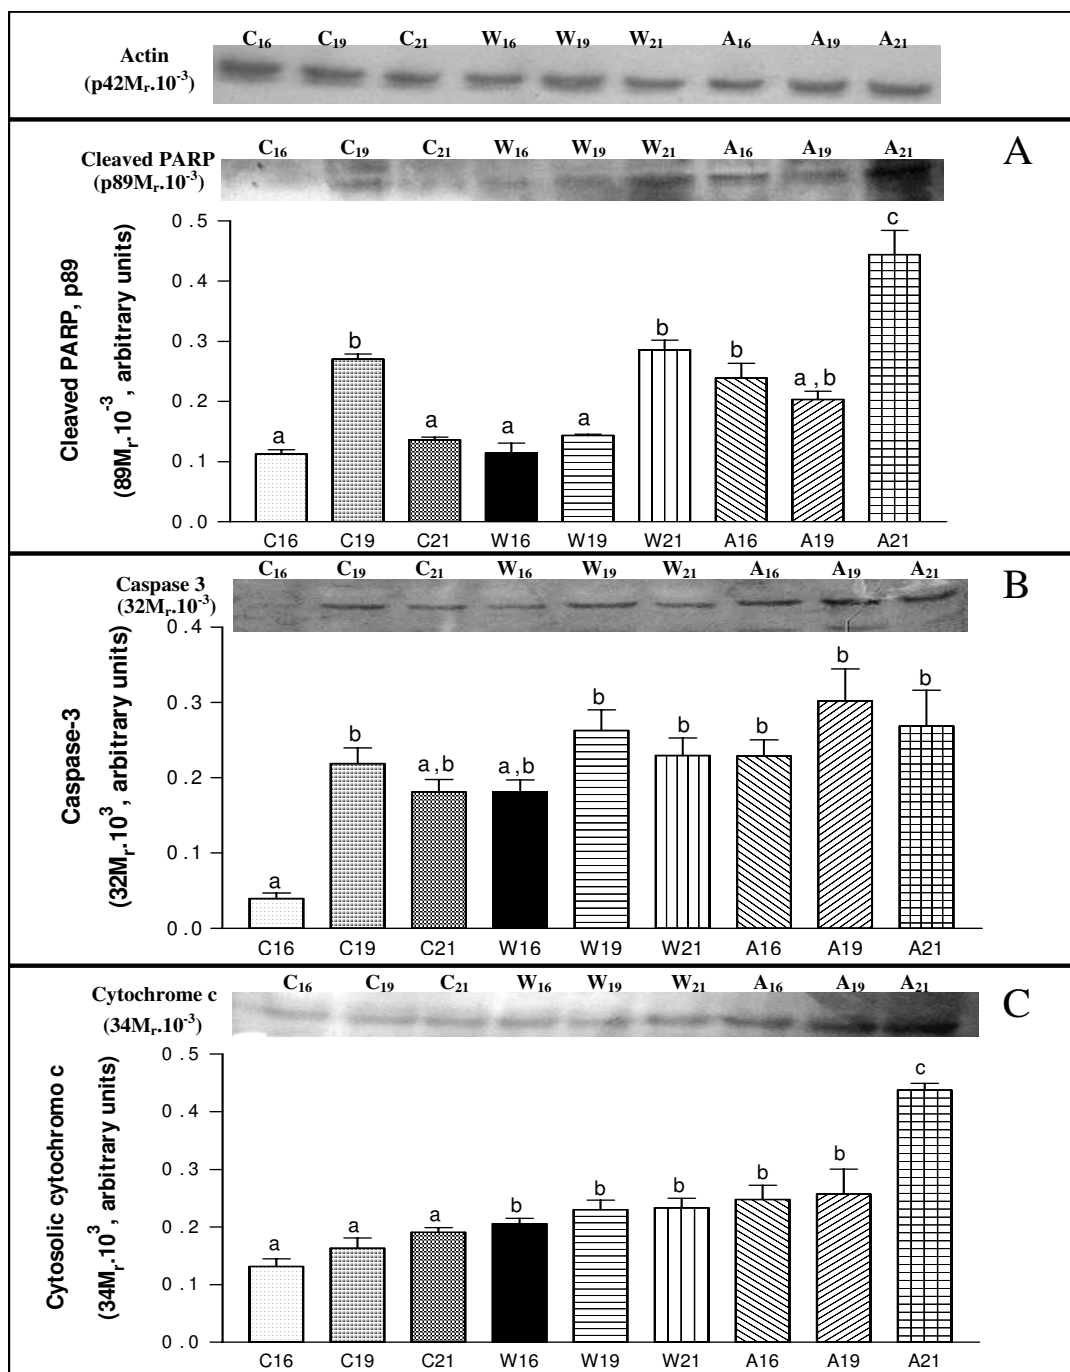 C16 C19 C21 W16 W19 W21 A16 A19 A21
Actin
(p42Mr.10-3)
A
C16 C19 C21 W16 W19 W21 A16 A19 A21
Cleaved PARP
(p89Mr.10-3)
Cleaved PARP, p89
(89Mr.10-3, arbitrary units)
0.5
0.4
0.3
0.2
0.1
0.0
a b a a a b b a,b c
C16 C19 C21 W16 W19 W21 A16 A19 A21
B
C16 C19 C21 W16 W19 W21 A16 A19 A21
Caspase 3
(32Mr.10-3)
Caspase-3
(32Mr.103, arbitrary units)
0.4
0.3
0.2
0.1
0.0
a b a,b a,b b b b b b
C16 C19 C21 W16 W19 W21 A16 A19 A21
C
C16 C19 C21 W16 W19 W21 A16 A19 A21
Cytochrome c
(34Mr.10-3)
Cytosolic cytochromo c
(34Mr.103, arbitrary units)
0.5
0.4
0.3
0.2
0.1
0.0
a a a b b b b b c
C16 C19 C21 W16 W19 W21 A16 A19 A21